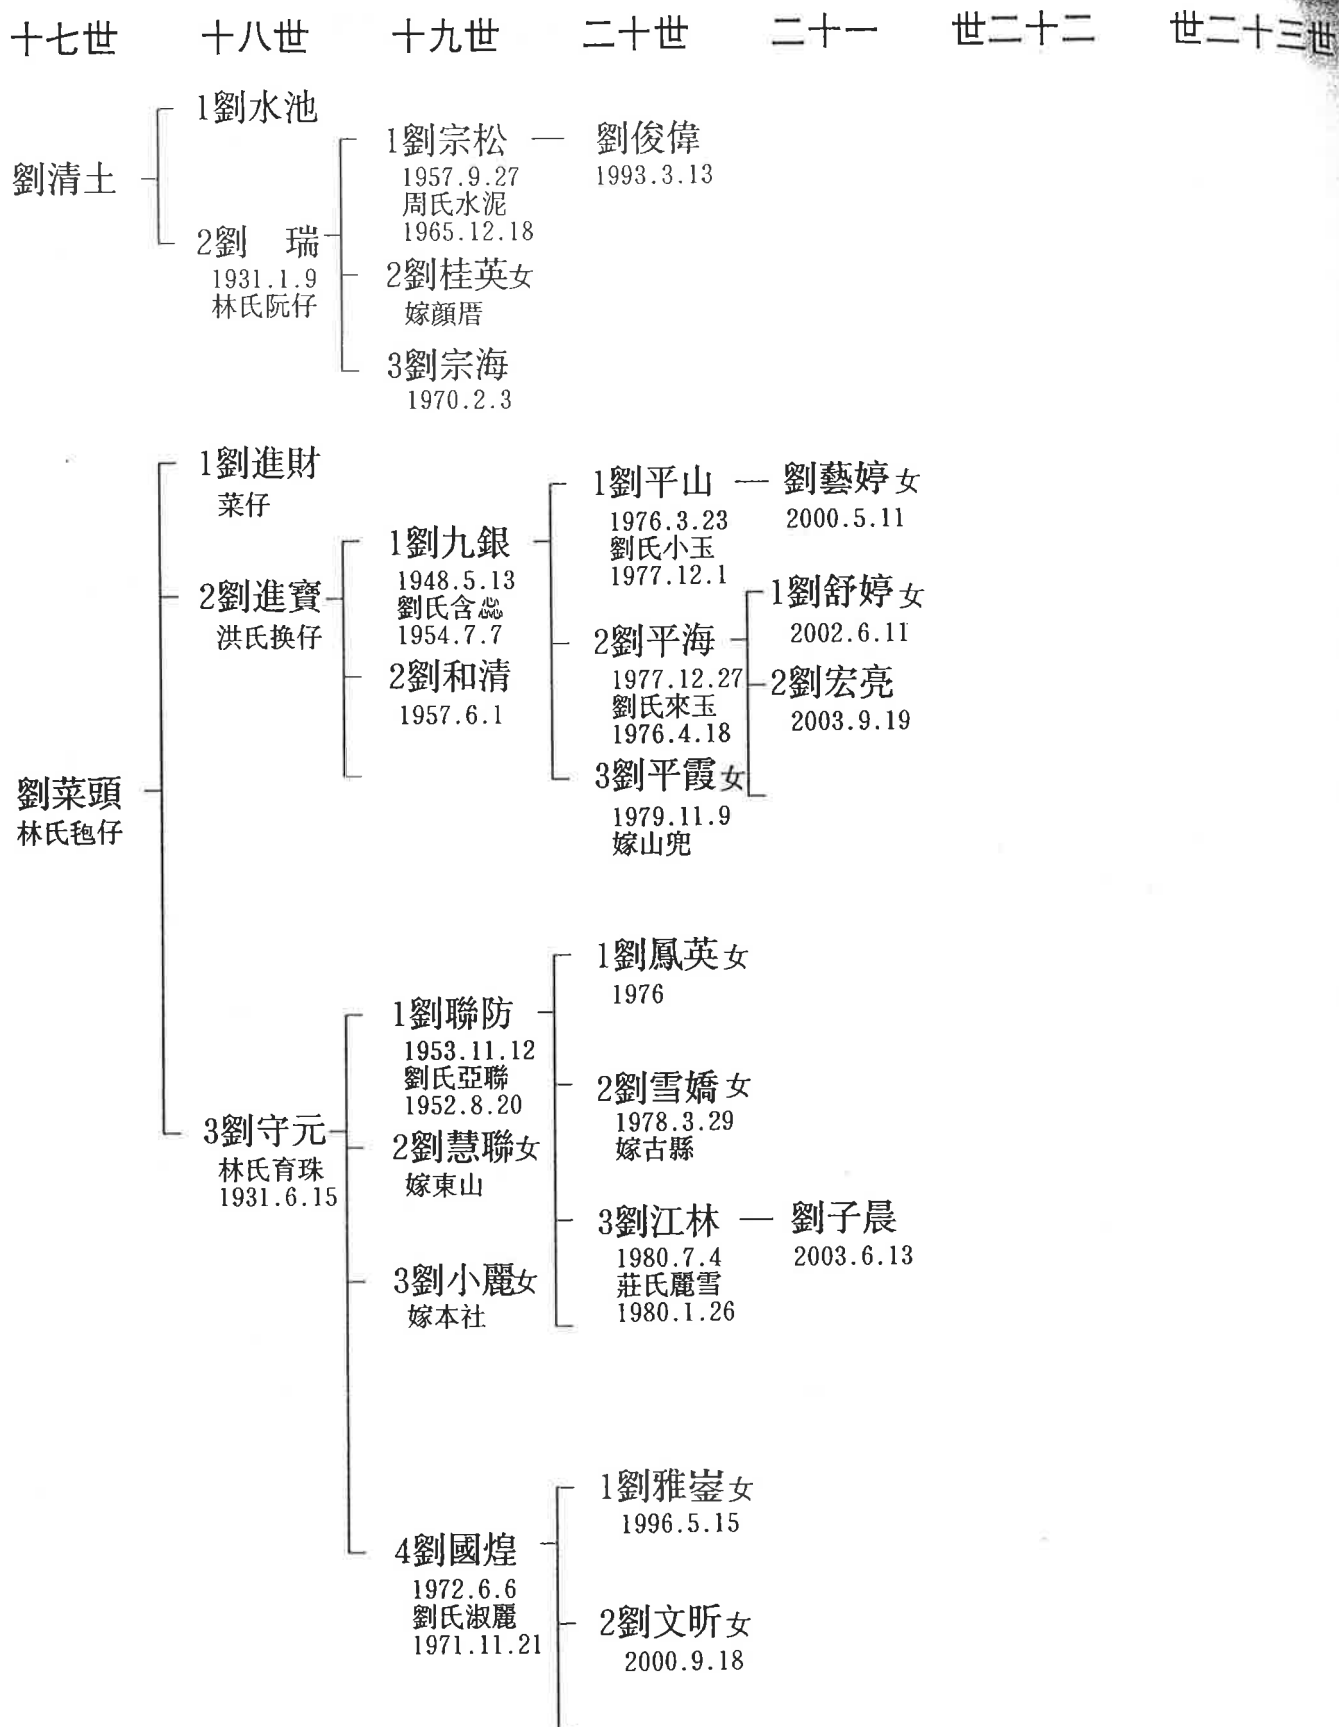 十七世 十八世 十九世 二十世 二十一 世二十二 世二十三世
1劉水池
劉清土
2劉 瑞
1931.1.9
林氏阮仔
1劉宗松 — 劉俊偉
1957.9.27 1993.3.13
周氏水泥
1965.12.18
2劉桂英女
嫁顏厝
3劉宗海
1970.2.3
劉菜頭
林氏毢仔
1劉進財
菜仔
2劉進寶
洪氏换仔
1劉九銀
1948.5.13
劉氏含蕊
1954.7.7
2劉和清
1957.6.1
1劉平山 — 劉藝婷女
1976.3.23 2000.5.11
劉氏小玉
1977.12.1
2劉平海
1977.12.27
劉氏來玉
1976.4.18
1劉舒婷女
2002.6.11
2劉宏亮
2003.9.19
3劉平霞女
1979.11.9
嫁山兜
3劉守元
林氏育珠
1931.6.15
1劉聯防
1953.11.12
劉氏亞聯
1952.8.20
1劉鳳英女
1976
2劉雪嬌女
1978.3.29
嫁古縣
3劉江林 — 劉子晨
1980.7.4 2003.6.13
莊氏麗雪
1980.1.26
2劉慧聯女
嫁東山
3劉小麗女
嫁本社
4劉國煌
1972.6.6
劉氏淑麗
1971.11.21
1劉雅崟女
1996.5.15
2劉文昕女
2000.9.18